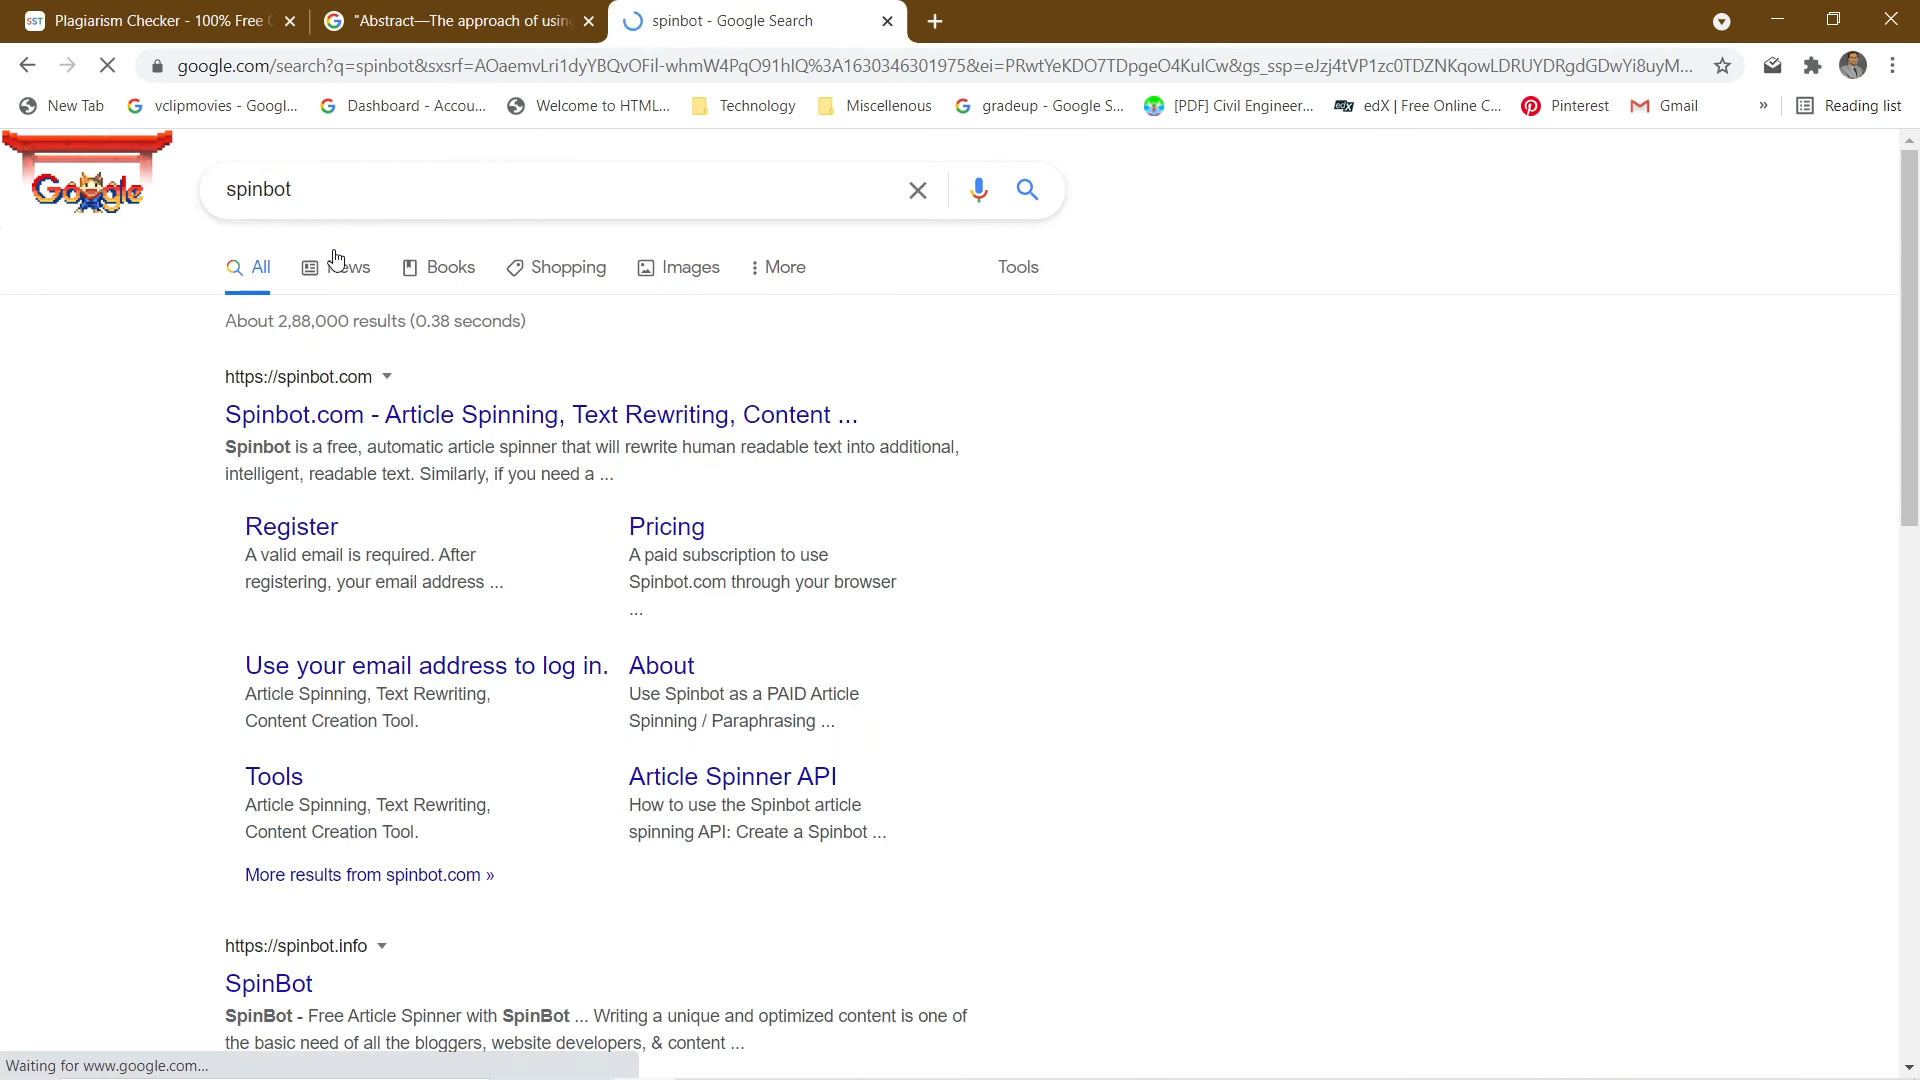 Plagiarism Checker - 100% Free
"Abstract—The approach of usin
spinbot - Google Search
google.com/search?q=spinbot&sxsrf=AOaemvLri1dyYBQvOFil-whmW4PqO91hIQ%3A1630346301975&ei=PRwtYeKDO7TDpgeO4KuICw&gs_ssp=eJzj4tVP1zc0TDZNKqowLDRUYDRgdGDwYi8uyM...
New Tab
vclipmovies - Googl...
Dashboard - Accou...
Welcome to HTML...
Technology
Miscellenous
gradeup - Google S...
[PDF] Civil Engineer...
edX | Free Online C...
Pinterest
Gmail
»
Reading list
Google
spinbot
All
News
Books
Shopping
Images
More
Tools
About 2,88,000 results (0.38 seconds)
https://spinbot.com
Spinbot.com - Article Spinning, Text Rewriting, Content ...
Spinbot is a free, automatic article spinner that will rewrite human readable text into additional,
intelligent, readable text. Similarly, if you need a ...
Register
A valid email is required. After
registering, your email address ...
Pricing
A paid subscription to use
Spinbot.com through your browser
...
Use your email address to log in.
Article Spinning, Text Rewriting,
Content Creation Tool.
About
Use Spinbot as a PAID Article
Spinning / Paraphrasing ...
Tools
Article Spinning, Text Rewriting,
Content Creation Tool.
Article Spinner API
How to use the Spinbot article
spinning API: Create a Spinbot ...
More results from spinbot.com »
https://spinbot.info
SpinBot
SpinBot - Free Article Spinner with SpinBot ... Writing a unique and optimized content is one of
the basic need of all the bloggers, website developers, & content ...
Waiting for www.google.com...